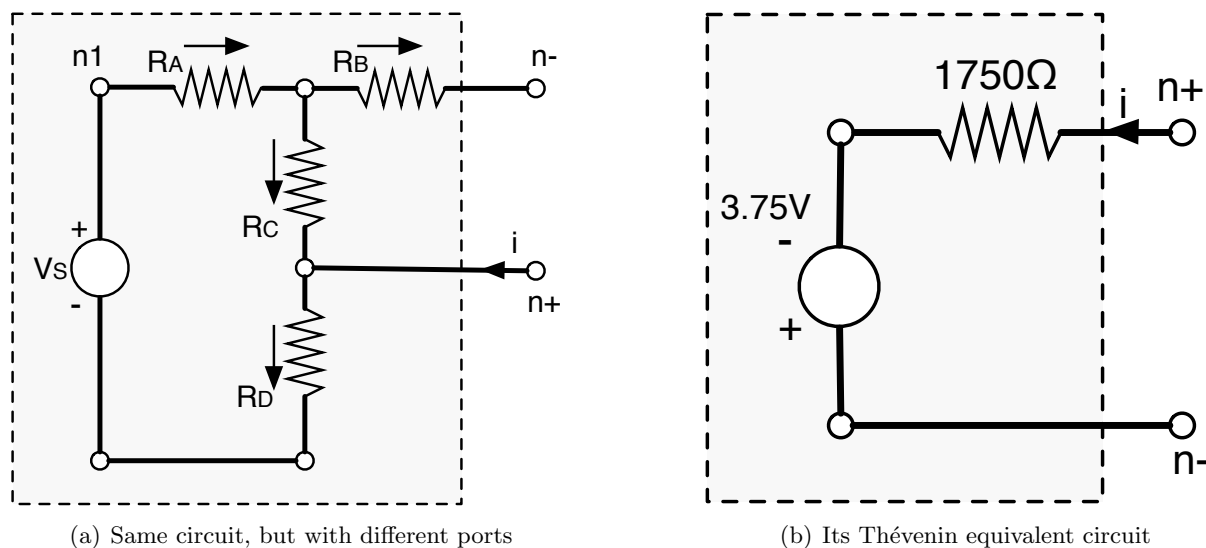 n1
RA
RB
n-
RC
+
VS
-
i
n+
RD
(a) Same circuit, but with different ports
1750Ω
i
n+
3.75V
-
+
n-
(b) Its Thévenin equivalent circuit